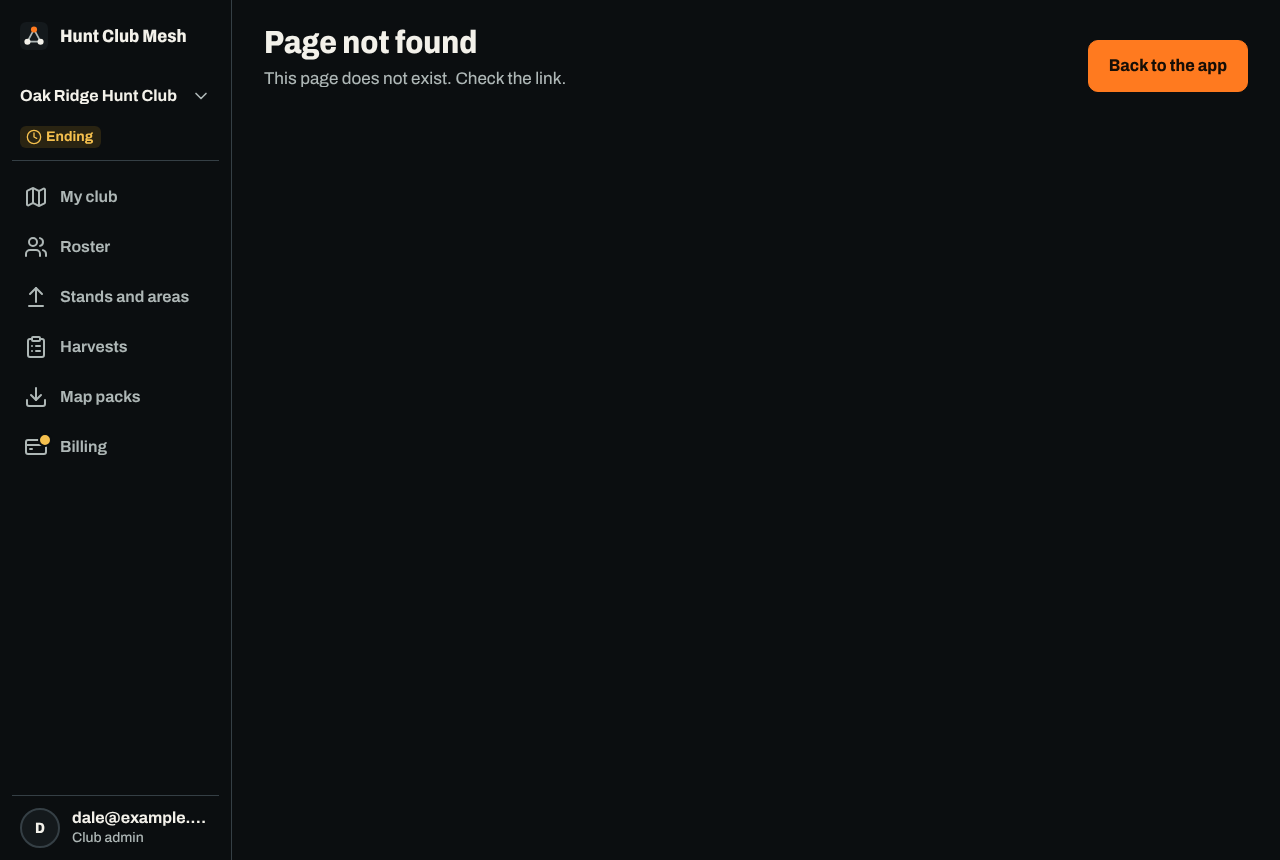 Hunt Club Mesh
Oak Ridge Hunt Club
Ending
My club
Roster
Stands and areas
Harvests
Map packs
Billing
D
dale@example.…
Club admin
Page not found
This page does not exist. Check the link.
Back to the app